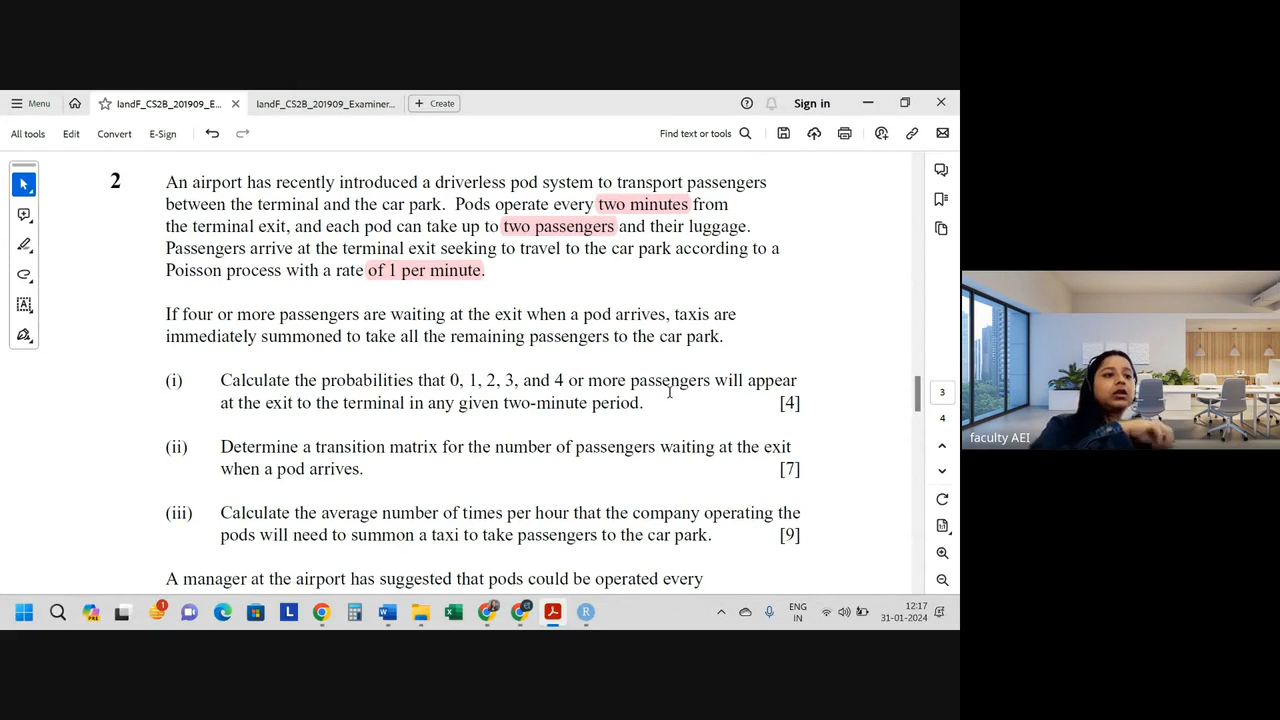 Menu
IandF_CS2B_201909_E...
IandF_CS2B_201909_Examiner...
Create
Sign in
All tools
Edit
Convert
E-Sign
Find text or tools
2
An airport has recently introduced a driverless pod system to transport passengers
between the terminal and the car park. Pods operate every two minutes from
the terminal exit, and each pod can take up to two passengers and their luggage.
Passengers arrive at the terminal exit seeking to travel to the car park according to a
Poisson process with a rate of 1 per minute.
If four or more passengers are waiting at the exit when a pod arrives, taxis are
immediately summoned to take all the remaining passengers to the car park.
(i) Calculate the probabilities that 0, 1, 2, 3, and 4 or more passengers will appear
at the exit to the terminal in any given two-minute period. [4]
(ii) Determine a transition matrix for the number of passengers waiting at the exit
when a pod arrives. [7]
(iii) Calculate the average number of times per hour that the company operating the
pods will need to summon a taxi to take passengers to the car park. [9]
A manager at the airport has suggested that pods could be operated every
3
4
faculty AEI
ENG
IN
12:17
31-01-2024